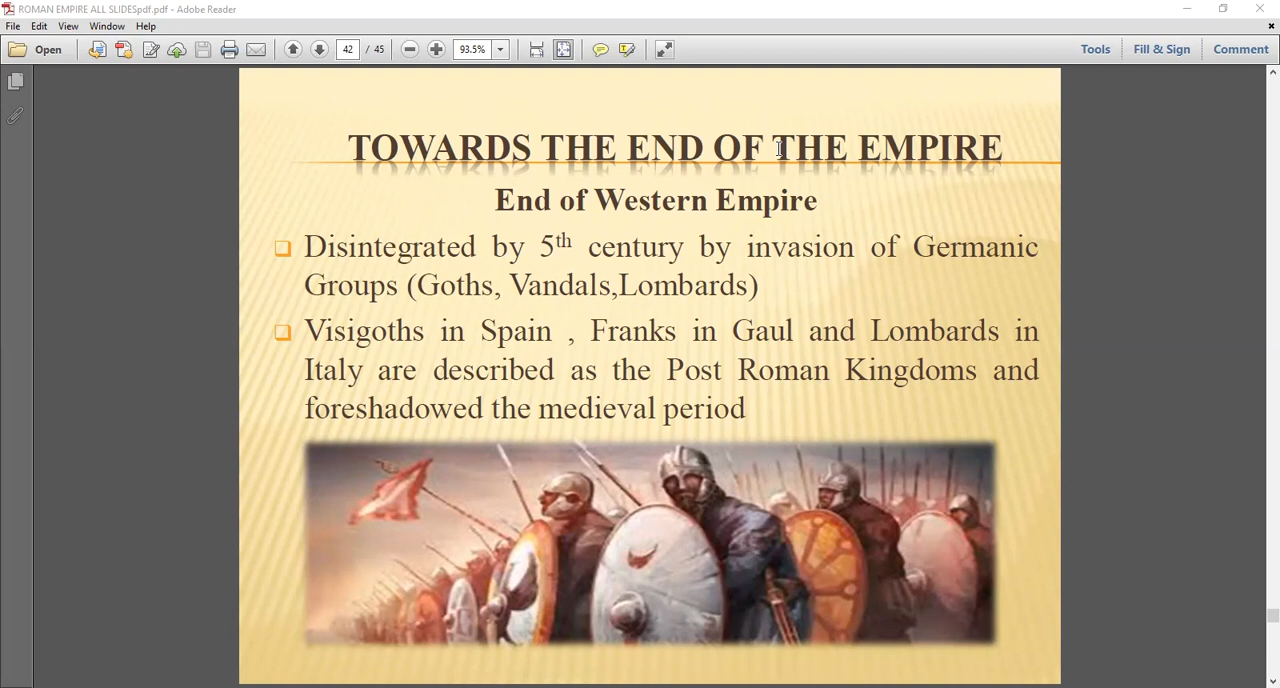 ROMAN EMPIRE ALL SLIDESpdf.pdf - Adobe Reader
File Edit View Window Help
Open 42 / 45 93.5% Tools Fill & Sign Comment
TOWARDS THE END OF THE EMPIRE
End of Western Empire
Disintegrated by 5th century by invasion of Germanic
Groups (Goths, Vandals,Lombards)
Visigoths in Spain , Franks in Gaul and Lombards in
Italy are described as the Post Roman Kingdoms and
foreshadowed the medieval period